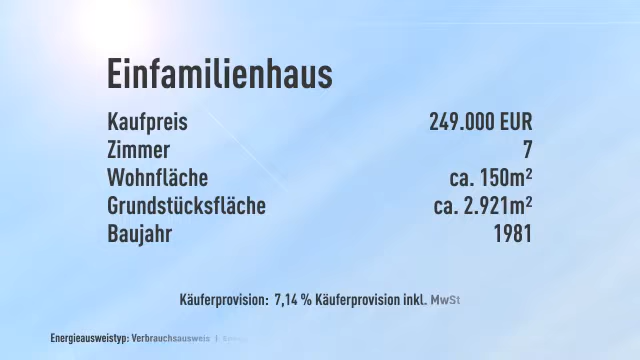 Einfamilienhaus
Kaufpreis 249.000 EUR
Zimmer 7
Wohnfläche ca. 150m²
Grundstücksfläche ca. 2.921m²
Baujahr 1981
Käuferprovision: 7,14 % Käuferprovision inkl. MwSt
Energieausweistyp: Verbrauchsausweis |